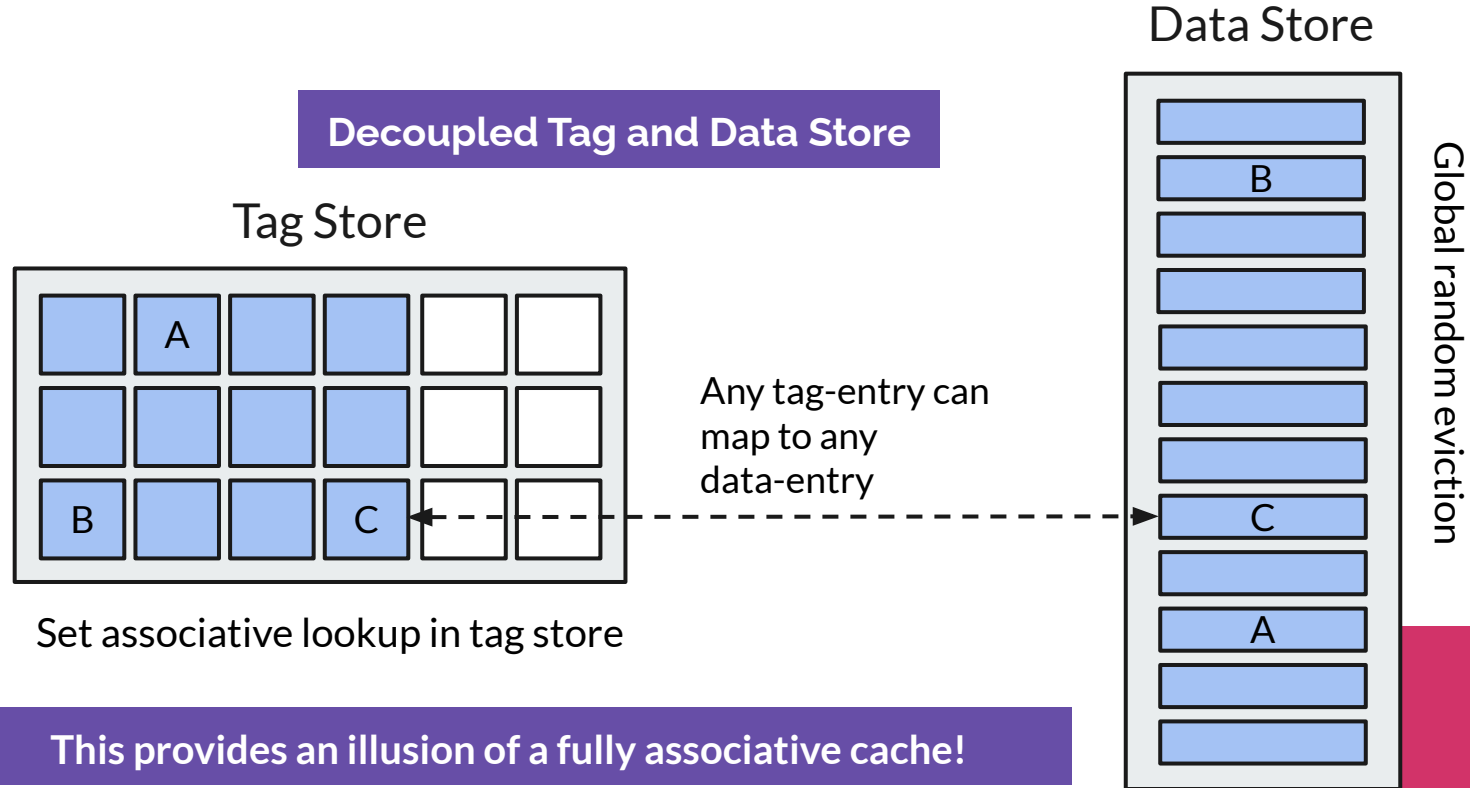 Data Store
Decoupled Tag and Data Store
B
Global random eviction
Tag Store
A
Any tag-entry can
map to any
data-entry
B
C
C
Set associative lookup in tag store
A
This provides an illusion of a fully associative cache!